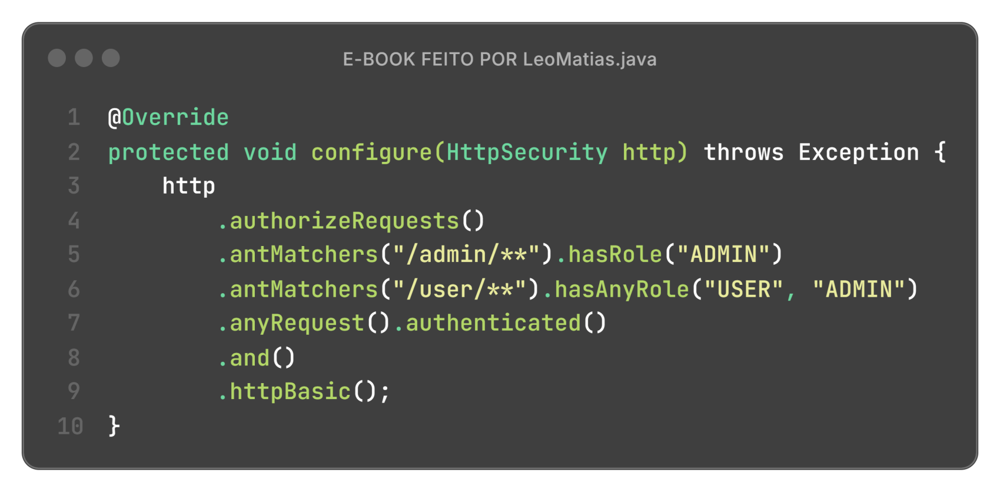 E-BOOK FEITO POR LeoMatias.java
1 @Override
2 protected void configure(HttpSecurity http) throws Exception {
3     http
4         .authorizeRequests()
5         .antMatchers("/admin/**").hasRole("ADMIN")
6         .antMatchers("/user/**").hasAnyRole("USER", "ADMIN")
7         .anyRequest().authenticated()
8         .and()
9         .httpBasic();
10 }